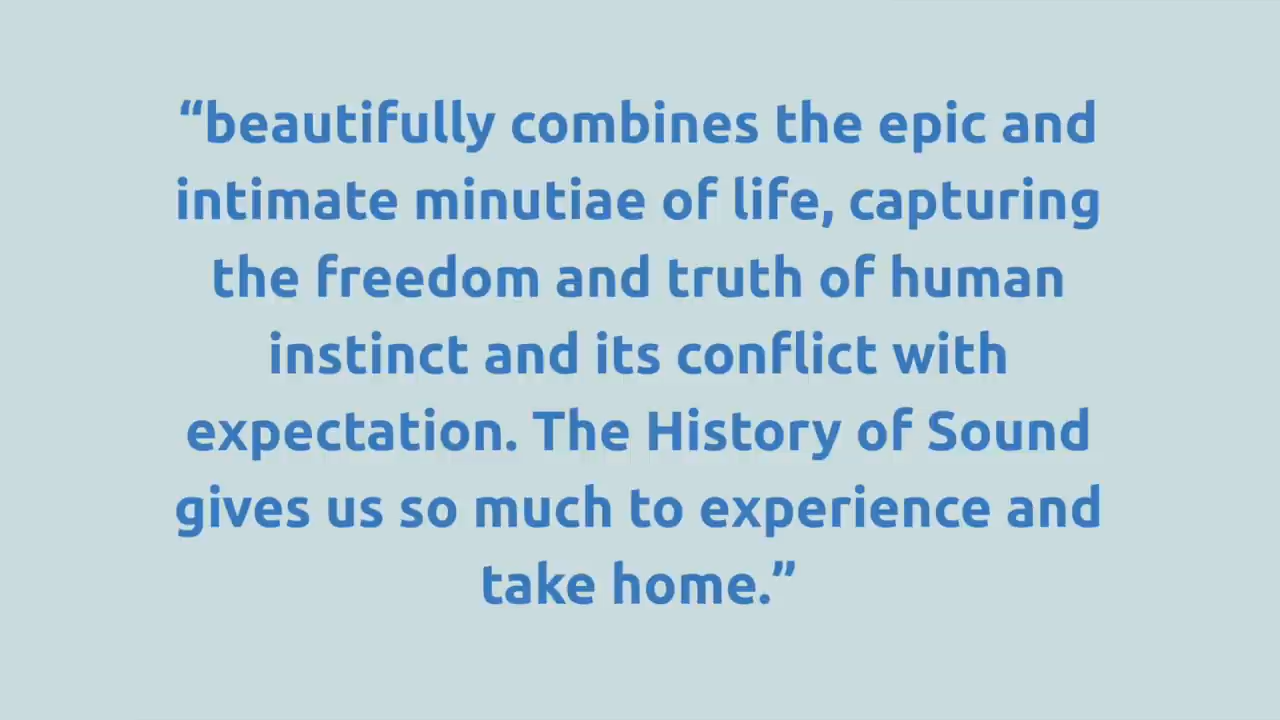 “beautifully combines the epic and
intimate minutiae of life, capturing
the freedom and truth of human
instinct and its conflict with
expectation. The History of Sound
gives us so much to experience and
take home.”